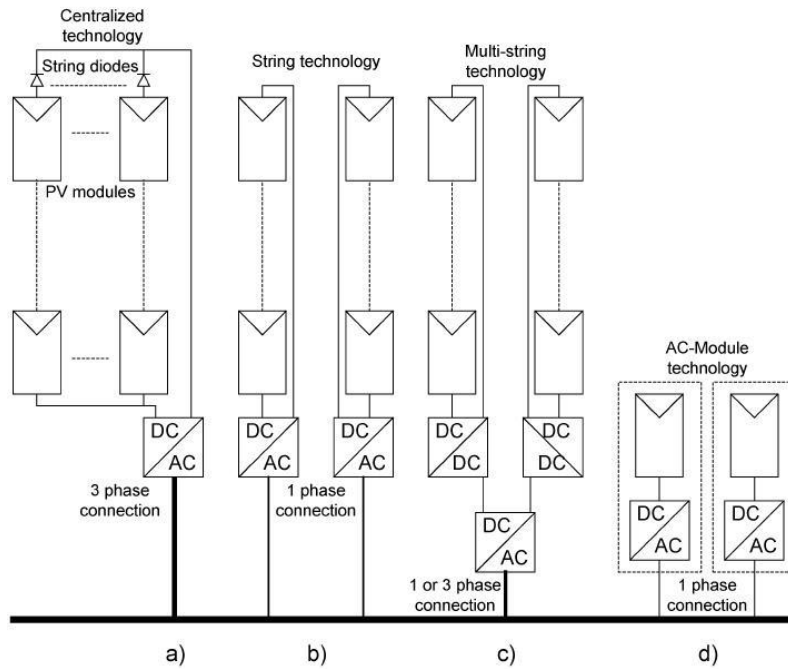 Centralized
technology
String diodes
PV modules
DC
AC
3 phase
connection
String technology
DC
AC
DC
AC
1 phase
connection
Multi-string
technology
DC
DC
DC
DC
DC
AC
1 or 3 phase
connection
AC-Module
technology
DC
AC
DC
AC
1 phase
connection
a)
b)
c)
d)